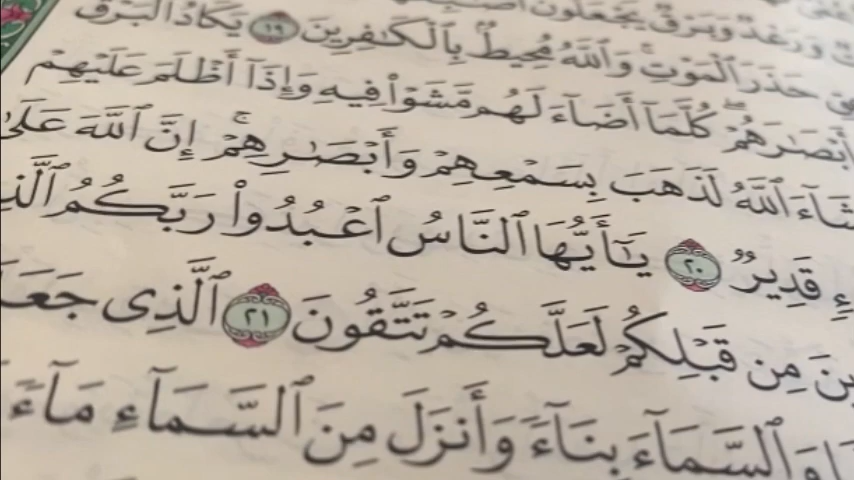 يَجْعَلُونَ
وَرَعْدٌ وَبَرْقٌ
حَذَرَ ٱلْمَوْتِ ۚ وَٱللَّهُ مُحِيطٌۢ بِٱلْكَـٰفِرِينَ ١٩ يَكَادُ ٱلْبَرْقُ
أَبْصَـٰرَهُمْ ۖ كُلَّمَآ أَضَآءَ لَهُم مَّشَوْا۟ فِيهِ وَإِذَآ أَظْلَمَ عَلَيْهِمْ
شَآءَ ٱللَّهُ لَذَهَبَ بِسَمْعِهِمْ وَأَبْصَـٰرِهِمْ ۚ إِنَّ ٱللَّهَ عَلَىٰ
قَدِيرٌ ٢٠ يَـٰٓأَيُّهَا ٱلنَّاسُ ٱعْبُدُوا۟ رَبَّكُمُ
مِن قَبْلِكُمْ لَعَلَّكُمْ تَتَّقُونَ ٢١ ٱلَّذِى
وَٱلسَّمَآءَ بِنَآءً وَأَنزَلَ مِنَ ٱلسَّمَآءِ مَآءً